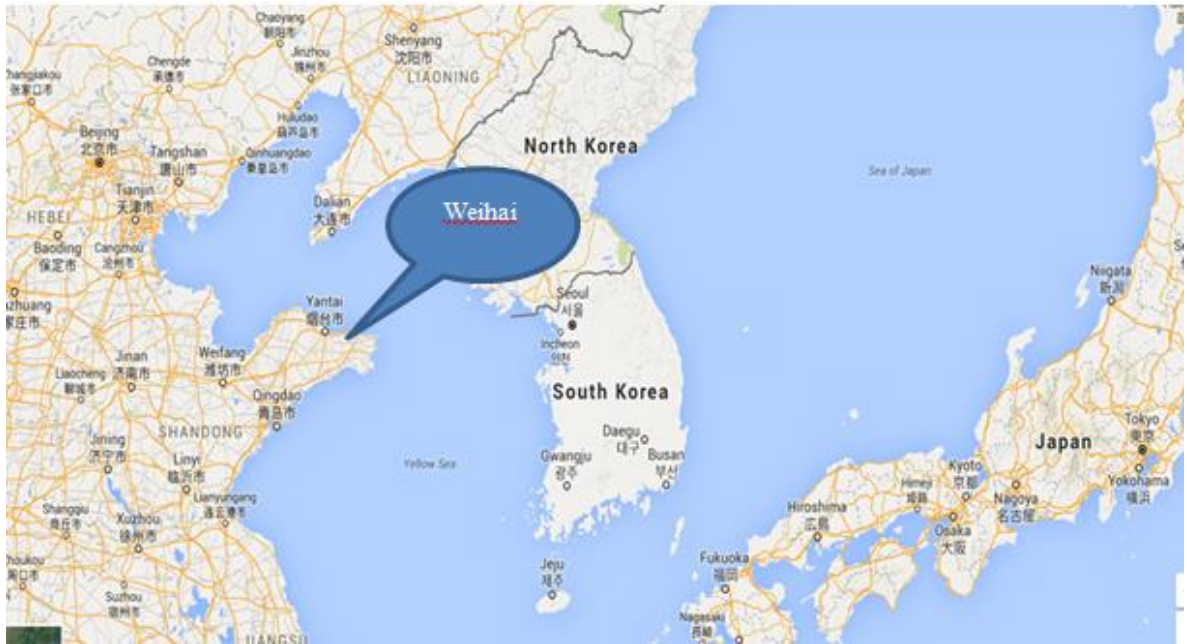 Chaoyang
朝阳市
Shenyang
沈阳市
Chengde
承德市
Jinzhou
锦州市
LIAONING
Zhangjiakou
张家口市
Huludao
葫芦岛市
Beijing
北京市
Tangshan
唐山市
Qinhuangdao
秦皇岛市
North Korea
Sea of Japan
Tianjin
天津市
Dalian
大连市
Weihai
HEBEI
Baoding
保定市
Cangzhou
沧州市
Niigata
新潟
Yantai
烟台市
Seoul
서울
Incheon
인천
Jinan
济南市
Weifang
潍坊市
Liaocheng
聊城市
Qingdao
青岛市
South Korea
SHANDONG
Daegu
대구
Tokyo
東京
Japan
Jining
济宁市
Linyi
临沂市
Yellow Sea
Gwangju
광주
Busan
부산
Kyoto
京都
Himeji
姫路
Yokohama
横浜
Nagoya
名古屋
Lianyungang
连云港市
Shangqiu
商丘市
Xuzhou
徐州市
Hiroshima
広島
Osaka
大阪
Jeju
제주
Fukuoka
福岡
Suzhou
宿州市
Nagasaki
長崎
JIANGSU